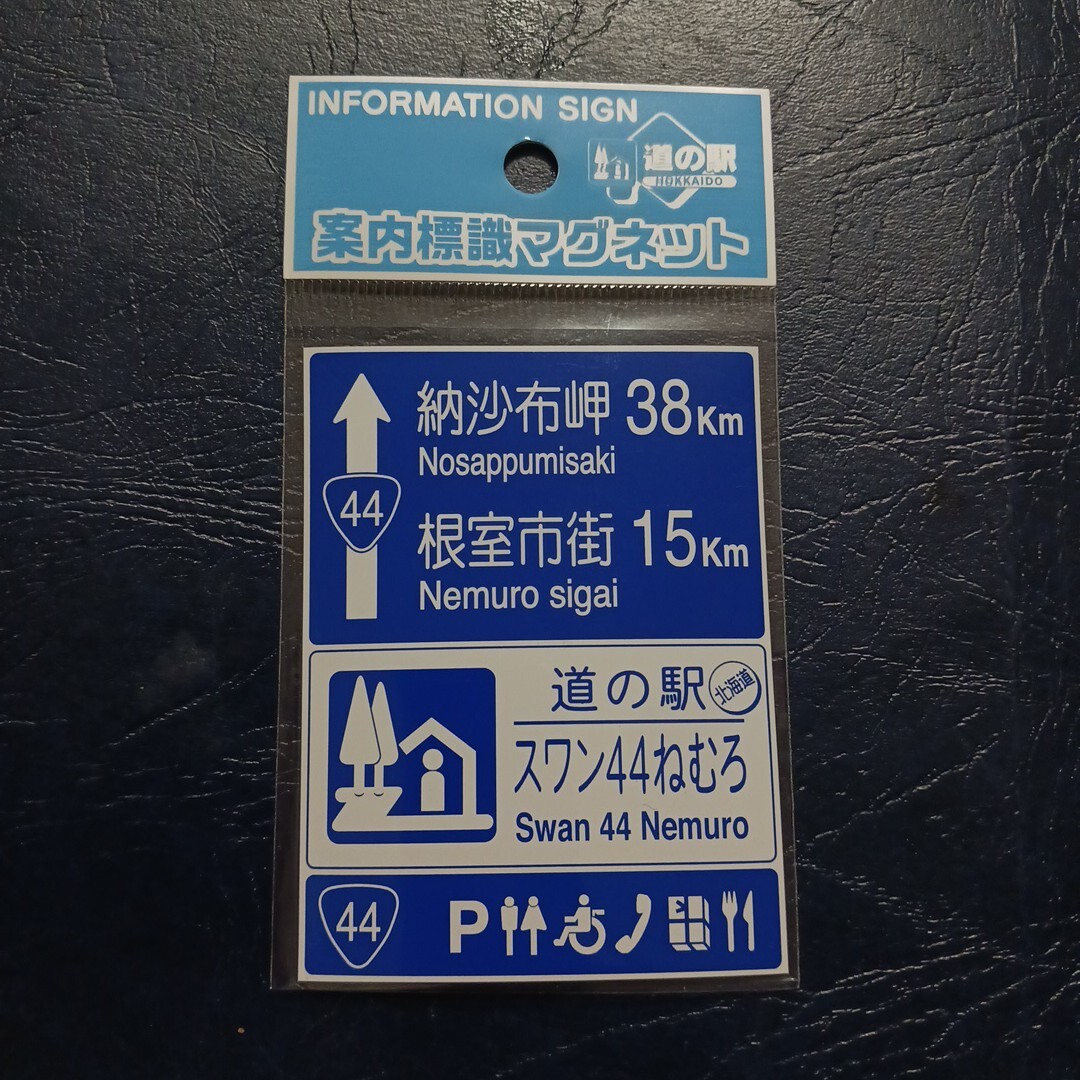 INFORMATION SIGN
道の駅
HOKKAIDO
案内標識マグネット
納沙布岬 38Km
Nosappumisaki
44
根室市街 15Km
Nemuro sigai
道の駅 北海道
スワン44ねむろ
Swan 44 Nemuro
44 P